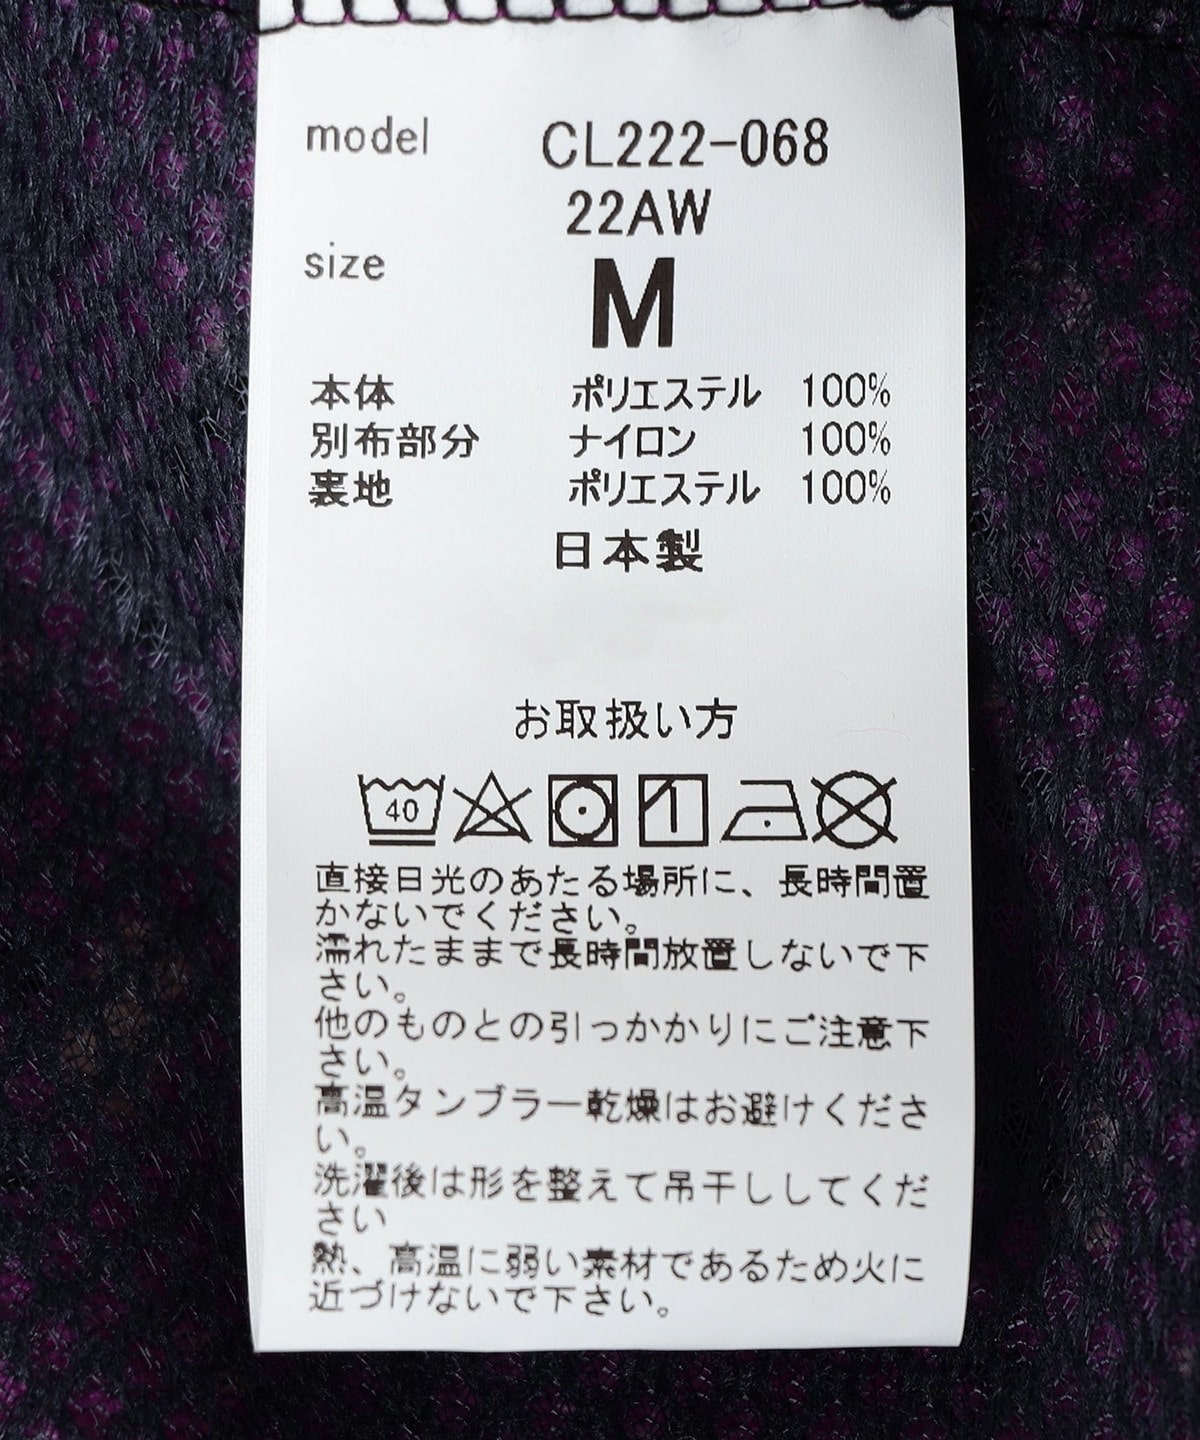 model CL222-068
22AW
size M
本体 ポリエステル 100%
別布部分 ナイロン 100%
裏地 ポリエステル 100%
日本製
お取扱い方
40
1
直接日光のあたる場所に、長時間置
かないでください。
濡れたままで長時間放置しないで下
さい。
他のものとの引っかかりにご注意下
さい。
高温タンブラー乾燥はお避けくださ
い。
洗濯後は形を整えて吊干ししてくだ
さい
熱、高温に弱い素材であるため火に
近づけないで下さい。